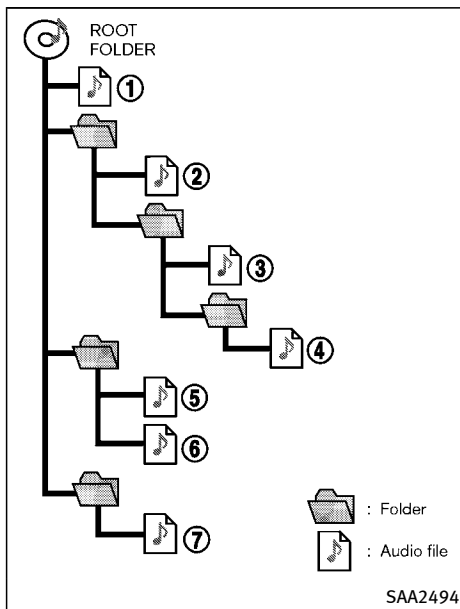 ROOT
FOLDER
①
②
③
④
⑤
⑥
⑦
: Folder
: Audio file
SAA2494